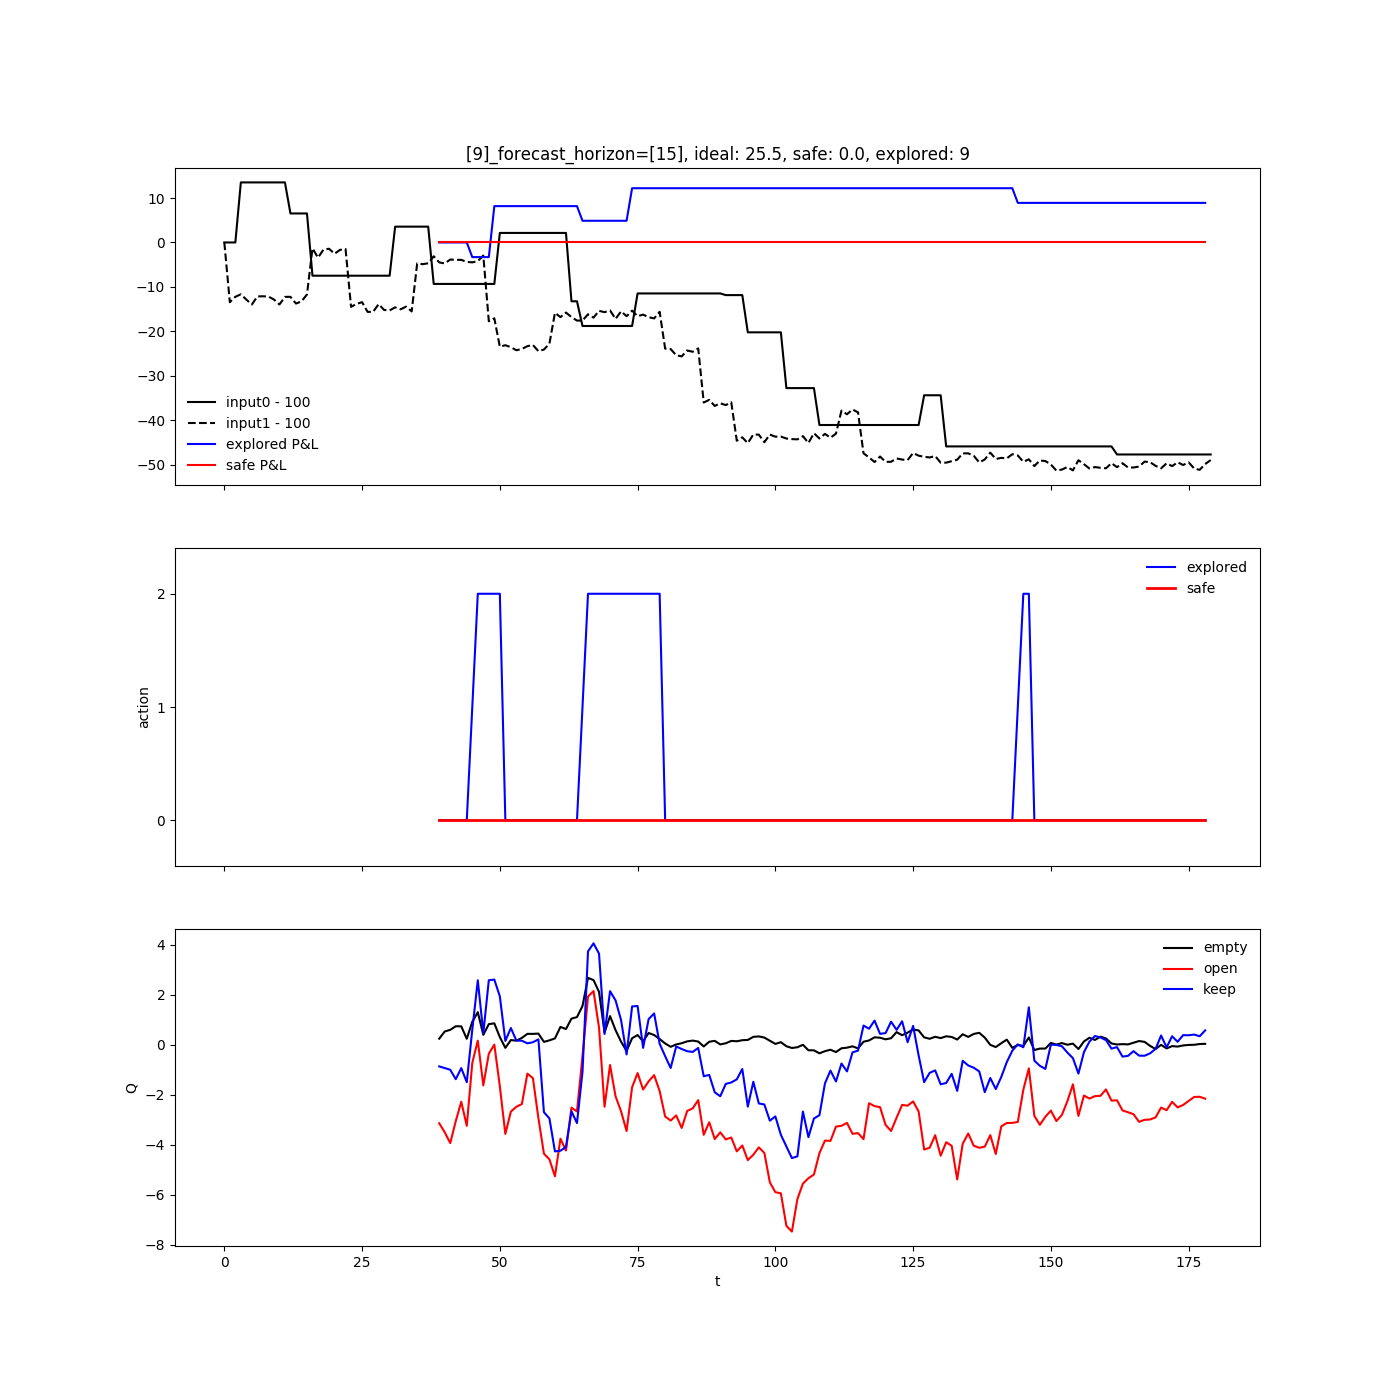 [9]_forecast_horizon=[15], ideal: 25.5, safe: 0.0, explored: 9
10
0
−10
−20
−30
−40
−50
input0 - 100
input1 - 100
explored P&L
safe P&L
2
1
0
action
explored
safe
4
2
0
−2
−4
−6
−8
Q
empty
open
keep
0 25 50 75 100 125 150 175
t